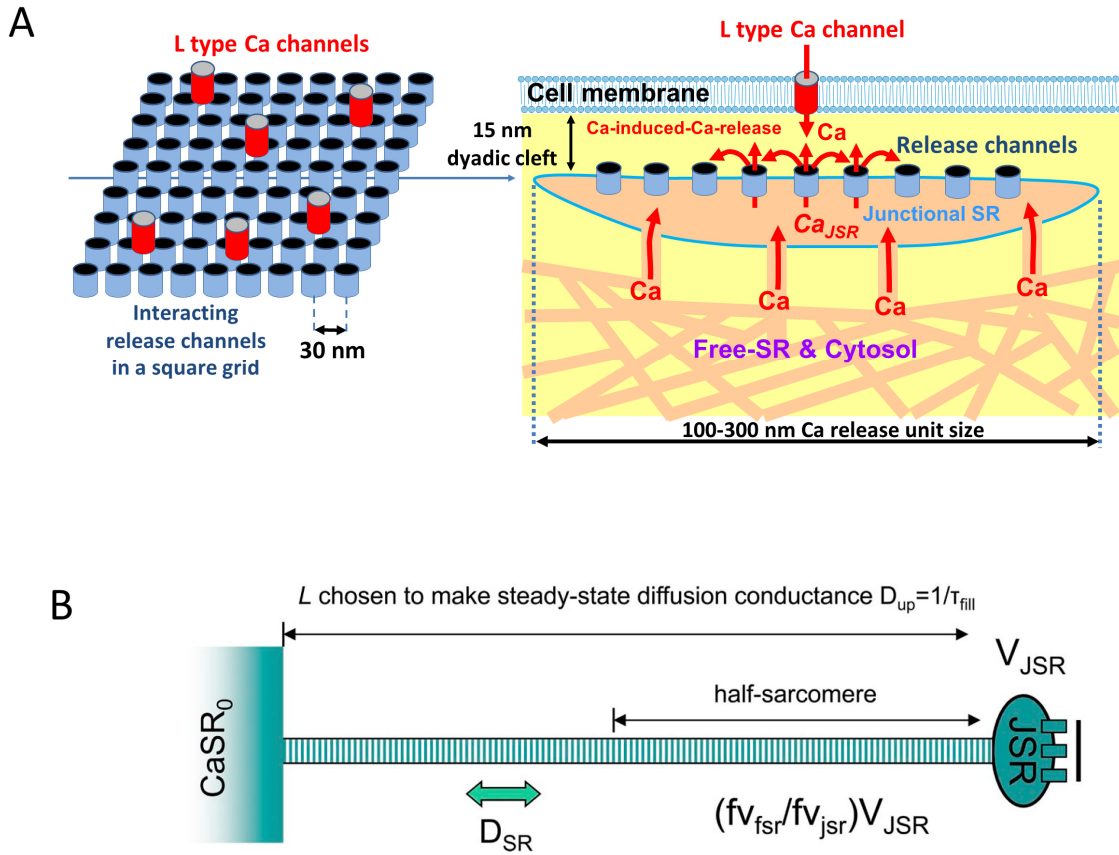 A
L type Ca channels
Interacting
release channels
in a square grid
30 nm
L type Ca channel
Cell membrane
15 nm
dyadic cleft
Ca-induced-Ca-release
Ca
Release channels
Junctional SR
Ca_JSR
Ca
Ca
Ca
Ca
Free-SR & Cytosol
100-300 nm Ca release unit size
B
L chosen to make steady-state diffusion conductance D_up=1/τ_fill
V_JSR
half-sarcomere
CaSR_0
JSR
D_SR
(fv_fsr/fv_jsr)V_JSR